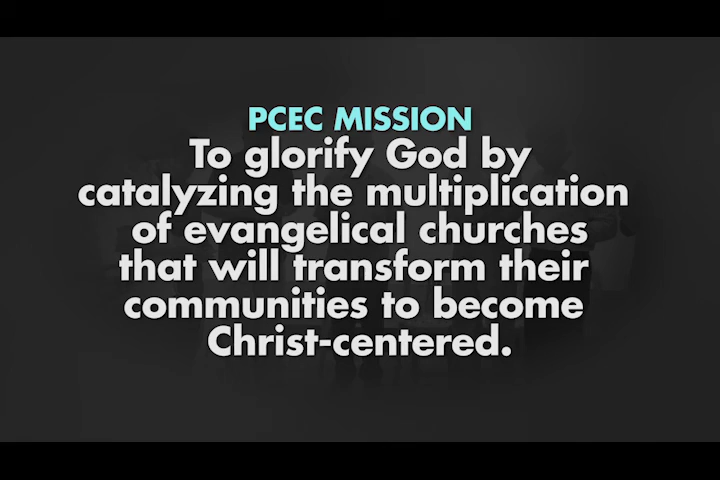 PCEC MISSION
To glorify God by
catalyzing the multiplication
of evangelical churches
that will transform their
communities to become
Christ-centered.